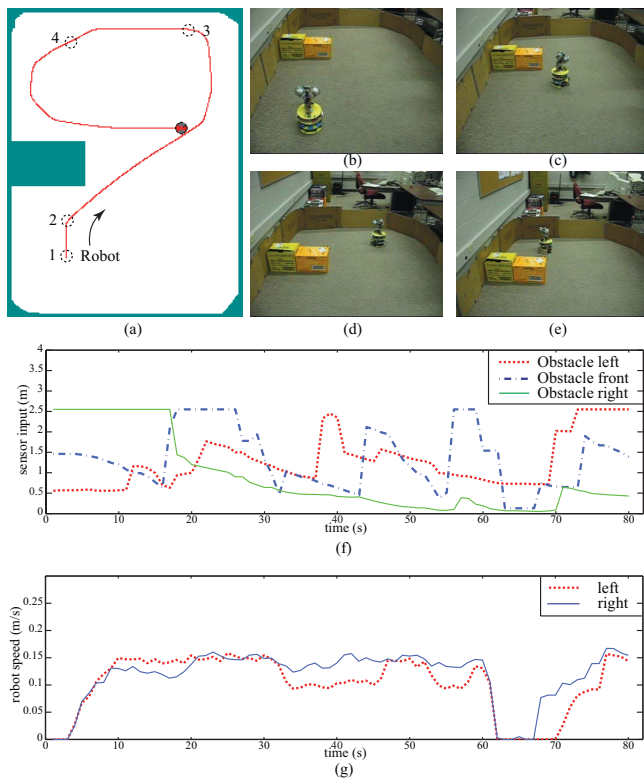 4
3
2
1
Robot
(a)
(b)
(c)
(d)
(e)
4
3.5
3
2.5
2
1.5
1
0.5
0
sensor input (m)
Obstacle left
Obstacle front
Obstacle right
0 10 20 30 40 50 60 70 80
time (s)
(f)
0.25
0.2
0.15
0.1
0.05
0
robot speed (m/s)
left
right
0 10 20 30 40 50 60 70 80
time (s)
(g)